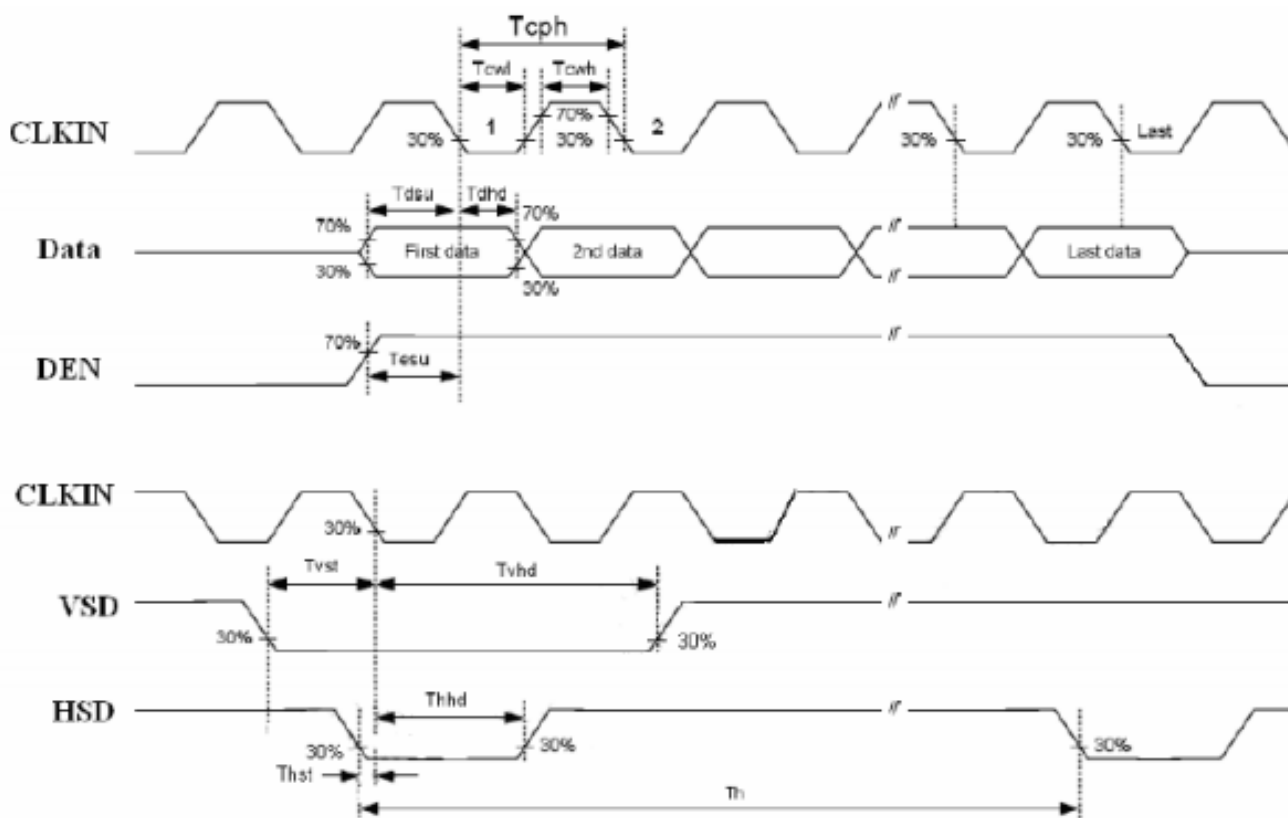 Tcph
Tcwl Tcwh
CLKIN 30% 1 70% 30% 2 30% 30% Last
Tdsu Tdhd
70% 70%
Data First data 2nd data Last data
30% 30%
70%
DEN Tesu
CLKIN 30%
Tvst Tvhd
VSD 30% 30%
HSD Thhd
30% 30% 30%
Thst
Th